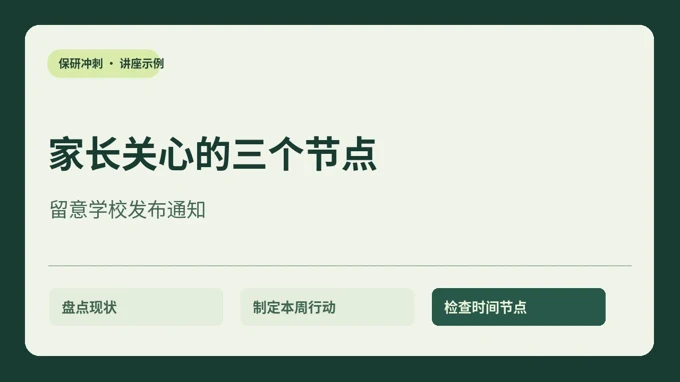 保研冲刺 · 讲座示例
家长关心的三个节点
留意学校发布通知
盘点现状
制定本周行动
检查时间节点